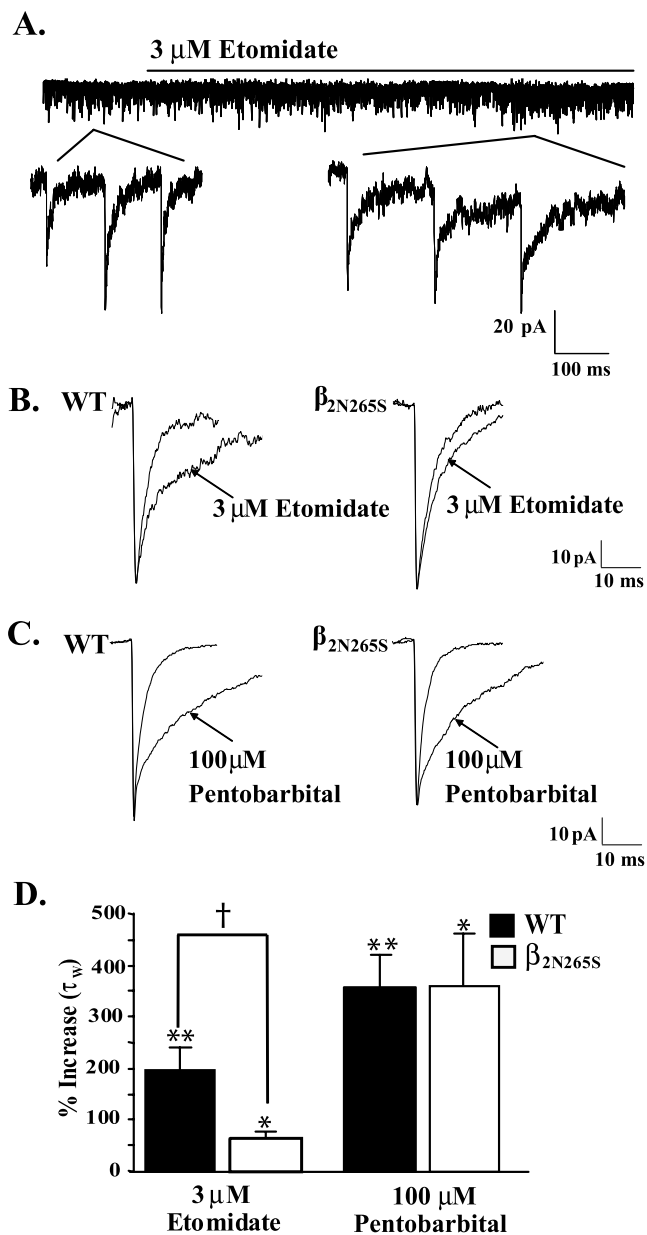 A.
3 μM Etomidate
20 pA
100 ms
B.
WT
β2N265S
3 μM Etomidate
3 μM Etomidate
10 pA
10 ms
C.
WT
β2N265S
100μM
Pentobarbital
100μM
Pentobarbital
10 pA
10 ms
D.
% Increase (τw)
500
400
300
200
100
0
†
**
*
**
*
WT
β2N265S
3 μM
Etomidate
100 μM
Pentobarbital